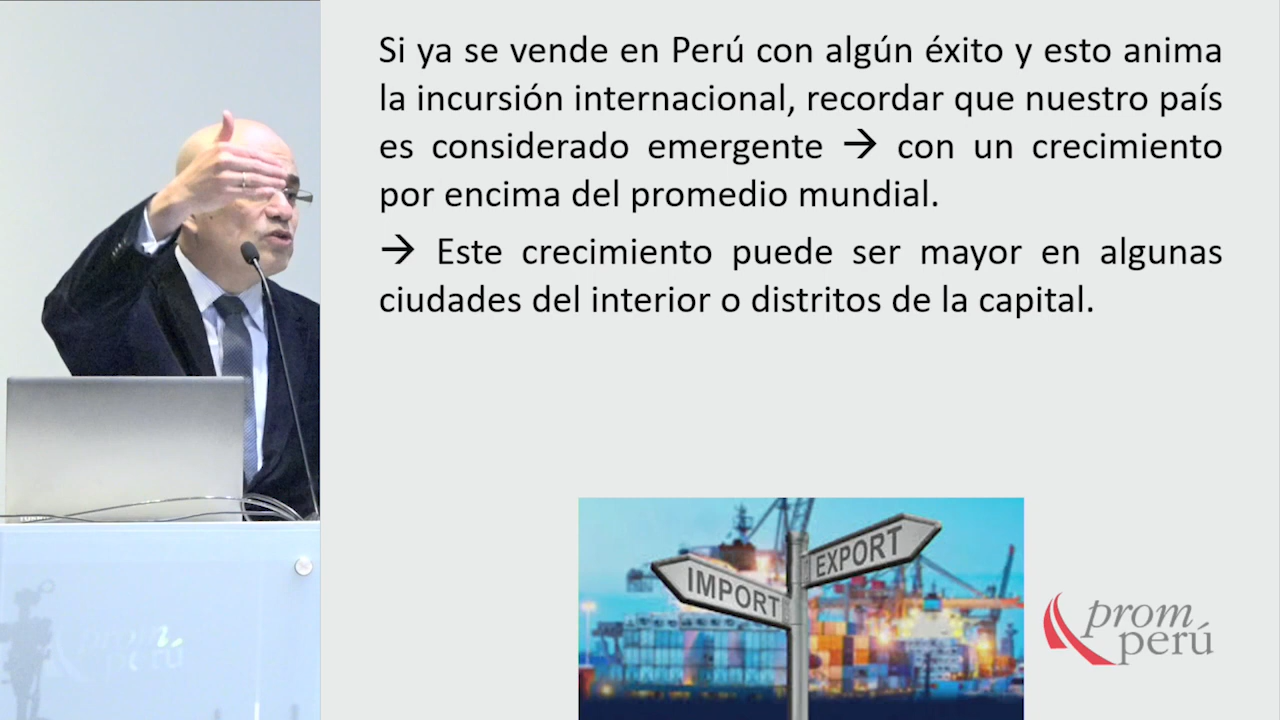 Si ya se vende en Perú con algún éxito y esto anima
la incursión internacional, recordar que nuestro país
es considerado emergente → con un crecimiento
por encima del promedio mundial.
→ Este crecimiento puede ser mayor en algunas
ciudades del interior o distritos de la capital.
IMPORT
EXPORT
prom
perú
prom
perú